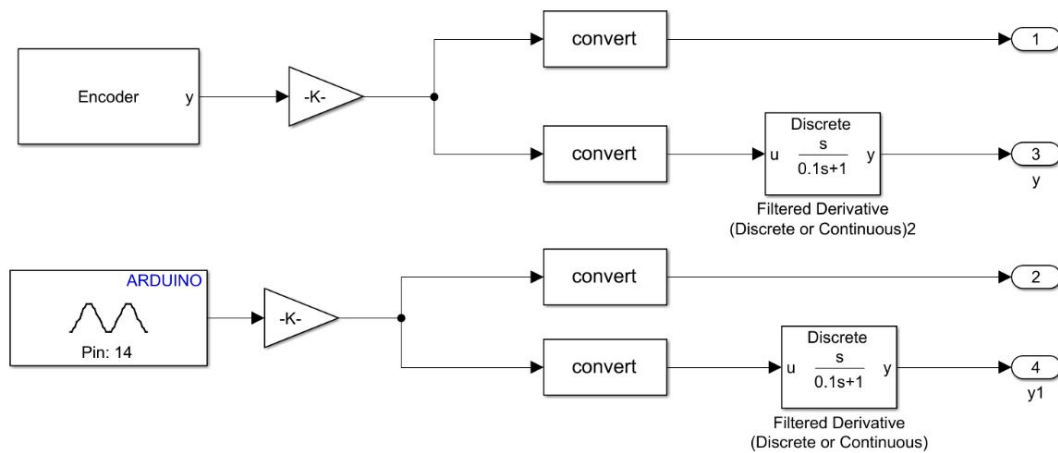 convert
1
Encoder
y
-K-
convert
Discrete
u
s
0.1s+1
y
3
y
Filtered Derivative
(Discrete or Continuous)2
ARDUINO
Pin: 14
-K-
convert
2
convert
Discrete
u
s
0.1s+1
y
4
y1
Filtered Derivative
(Discrete or Continuous)